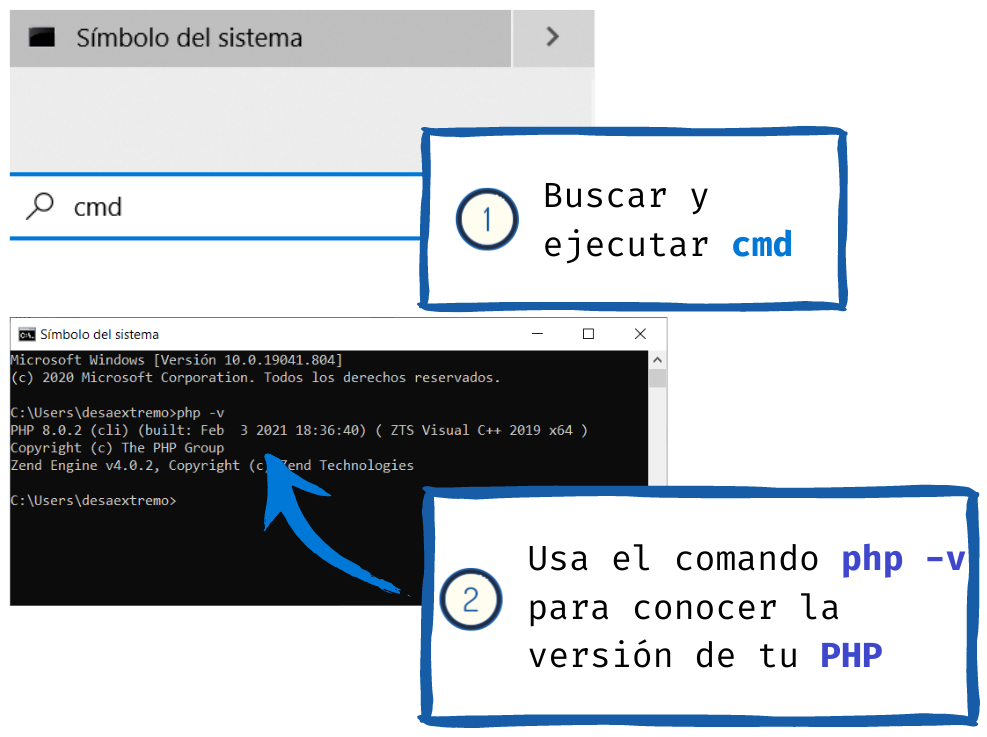 Símbolo del sistema
cmd
1
Buscar y
ejecutar cmd
Símbolo del sistema
Microsoft Windows [Versión 10.0.19041.804]
(c) 2020 Microsoft Corporation. Todos los derechos reservados.
C:\Users\desaextremo>php -v
PHP 8.0.2 (cli) (built: Feb  3 2021 18:36:40) ( ZTS Visual C++ 2019 x64 )
Copyright (c) The PHP Group
Zend Engine v4.0.2, Copyright (c) Zend Technologies
C:\Users\desaextremo>
2
Usa el comando php -v
para conocer la
versión de tu PHP